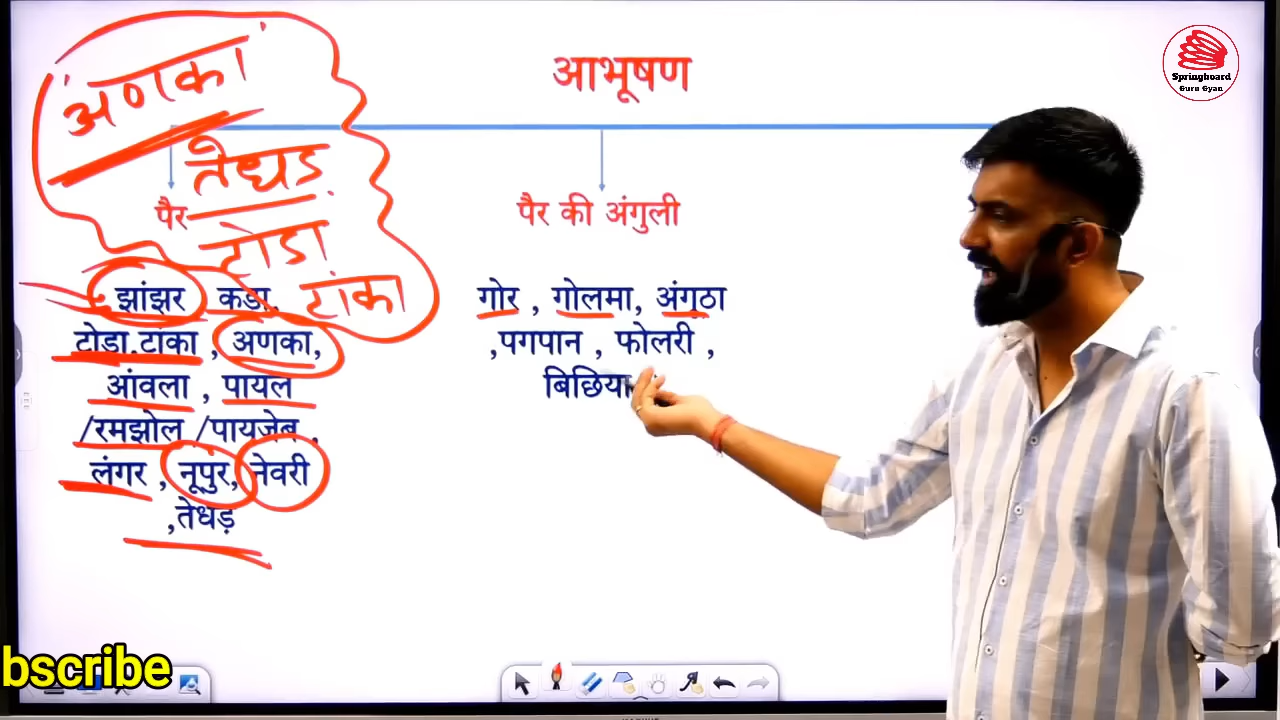 आभूषण
Springboard
Guru Gyan
अणका
तेधड़
टोडा
टांका
पैर
झांझर , कडा,
टोडा,टांका , अणका,
आंवला , पायल
/रमझोल /पायजेब ,
लंगर , नूपुर, नेवरी
,तेधड़
पैर की अंगुली
गोर , गोलमा, अंगूठा
,पगपान , फोलरी ,
बिछिया
bscribe